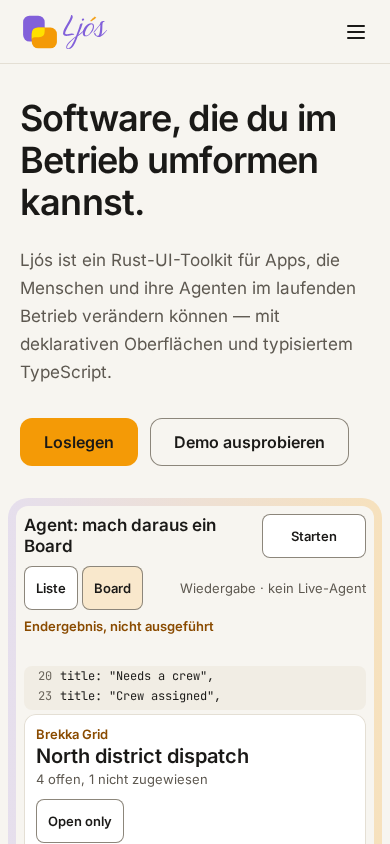 Ljós
Software, die du im
Betrieb umformen
kannst.
Ljós ist ein Rust-UI-Toolkit für Apps, die
Menschen und ihre Agenten im laufenden
Betrieb verändern können — mit
deklarativen Oberflächen und typisiertem
TypeScript.
Loslegen
Demo ausprobieren
Agent: mach daraus ein
Board
Starten
Liste
Board
Wiedergabe · kein Live-Agent
Endergebnis, nicht ausgeführt
20 title: "Needs a crew",
23 title: "Crew assigned",
Brekka Grid
North district dispatch
4 offen, 1 nicht zugewiesen
Open only